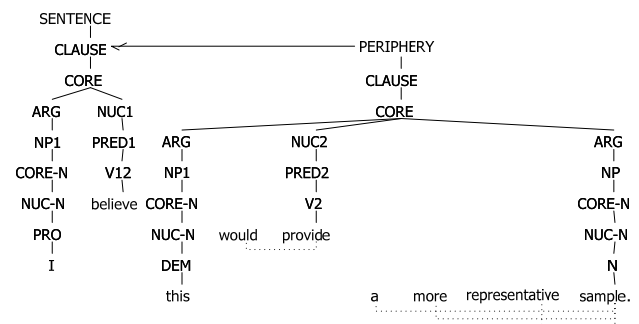 SENTENCE
CLAUSE PERIPHERY
CORE CLAUSE
ARG NUC1 CORE
NP1 PRED1 ARG NUC2 ARG
CORE-N V12 NP1 PRED2 NP
NUC-N believe CORE-N V2 CORE-N
PRO NUC-N would provide NUC-N
I DEM N
this a more representative sample.